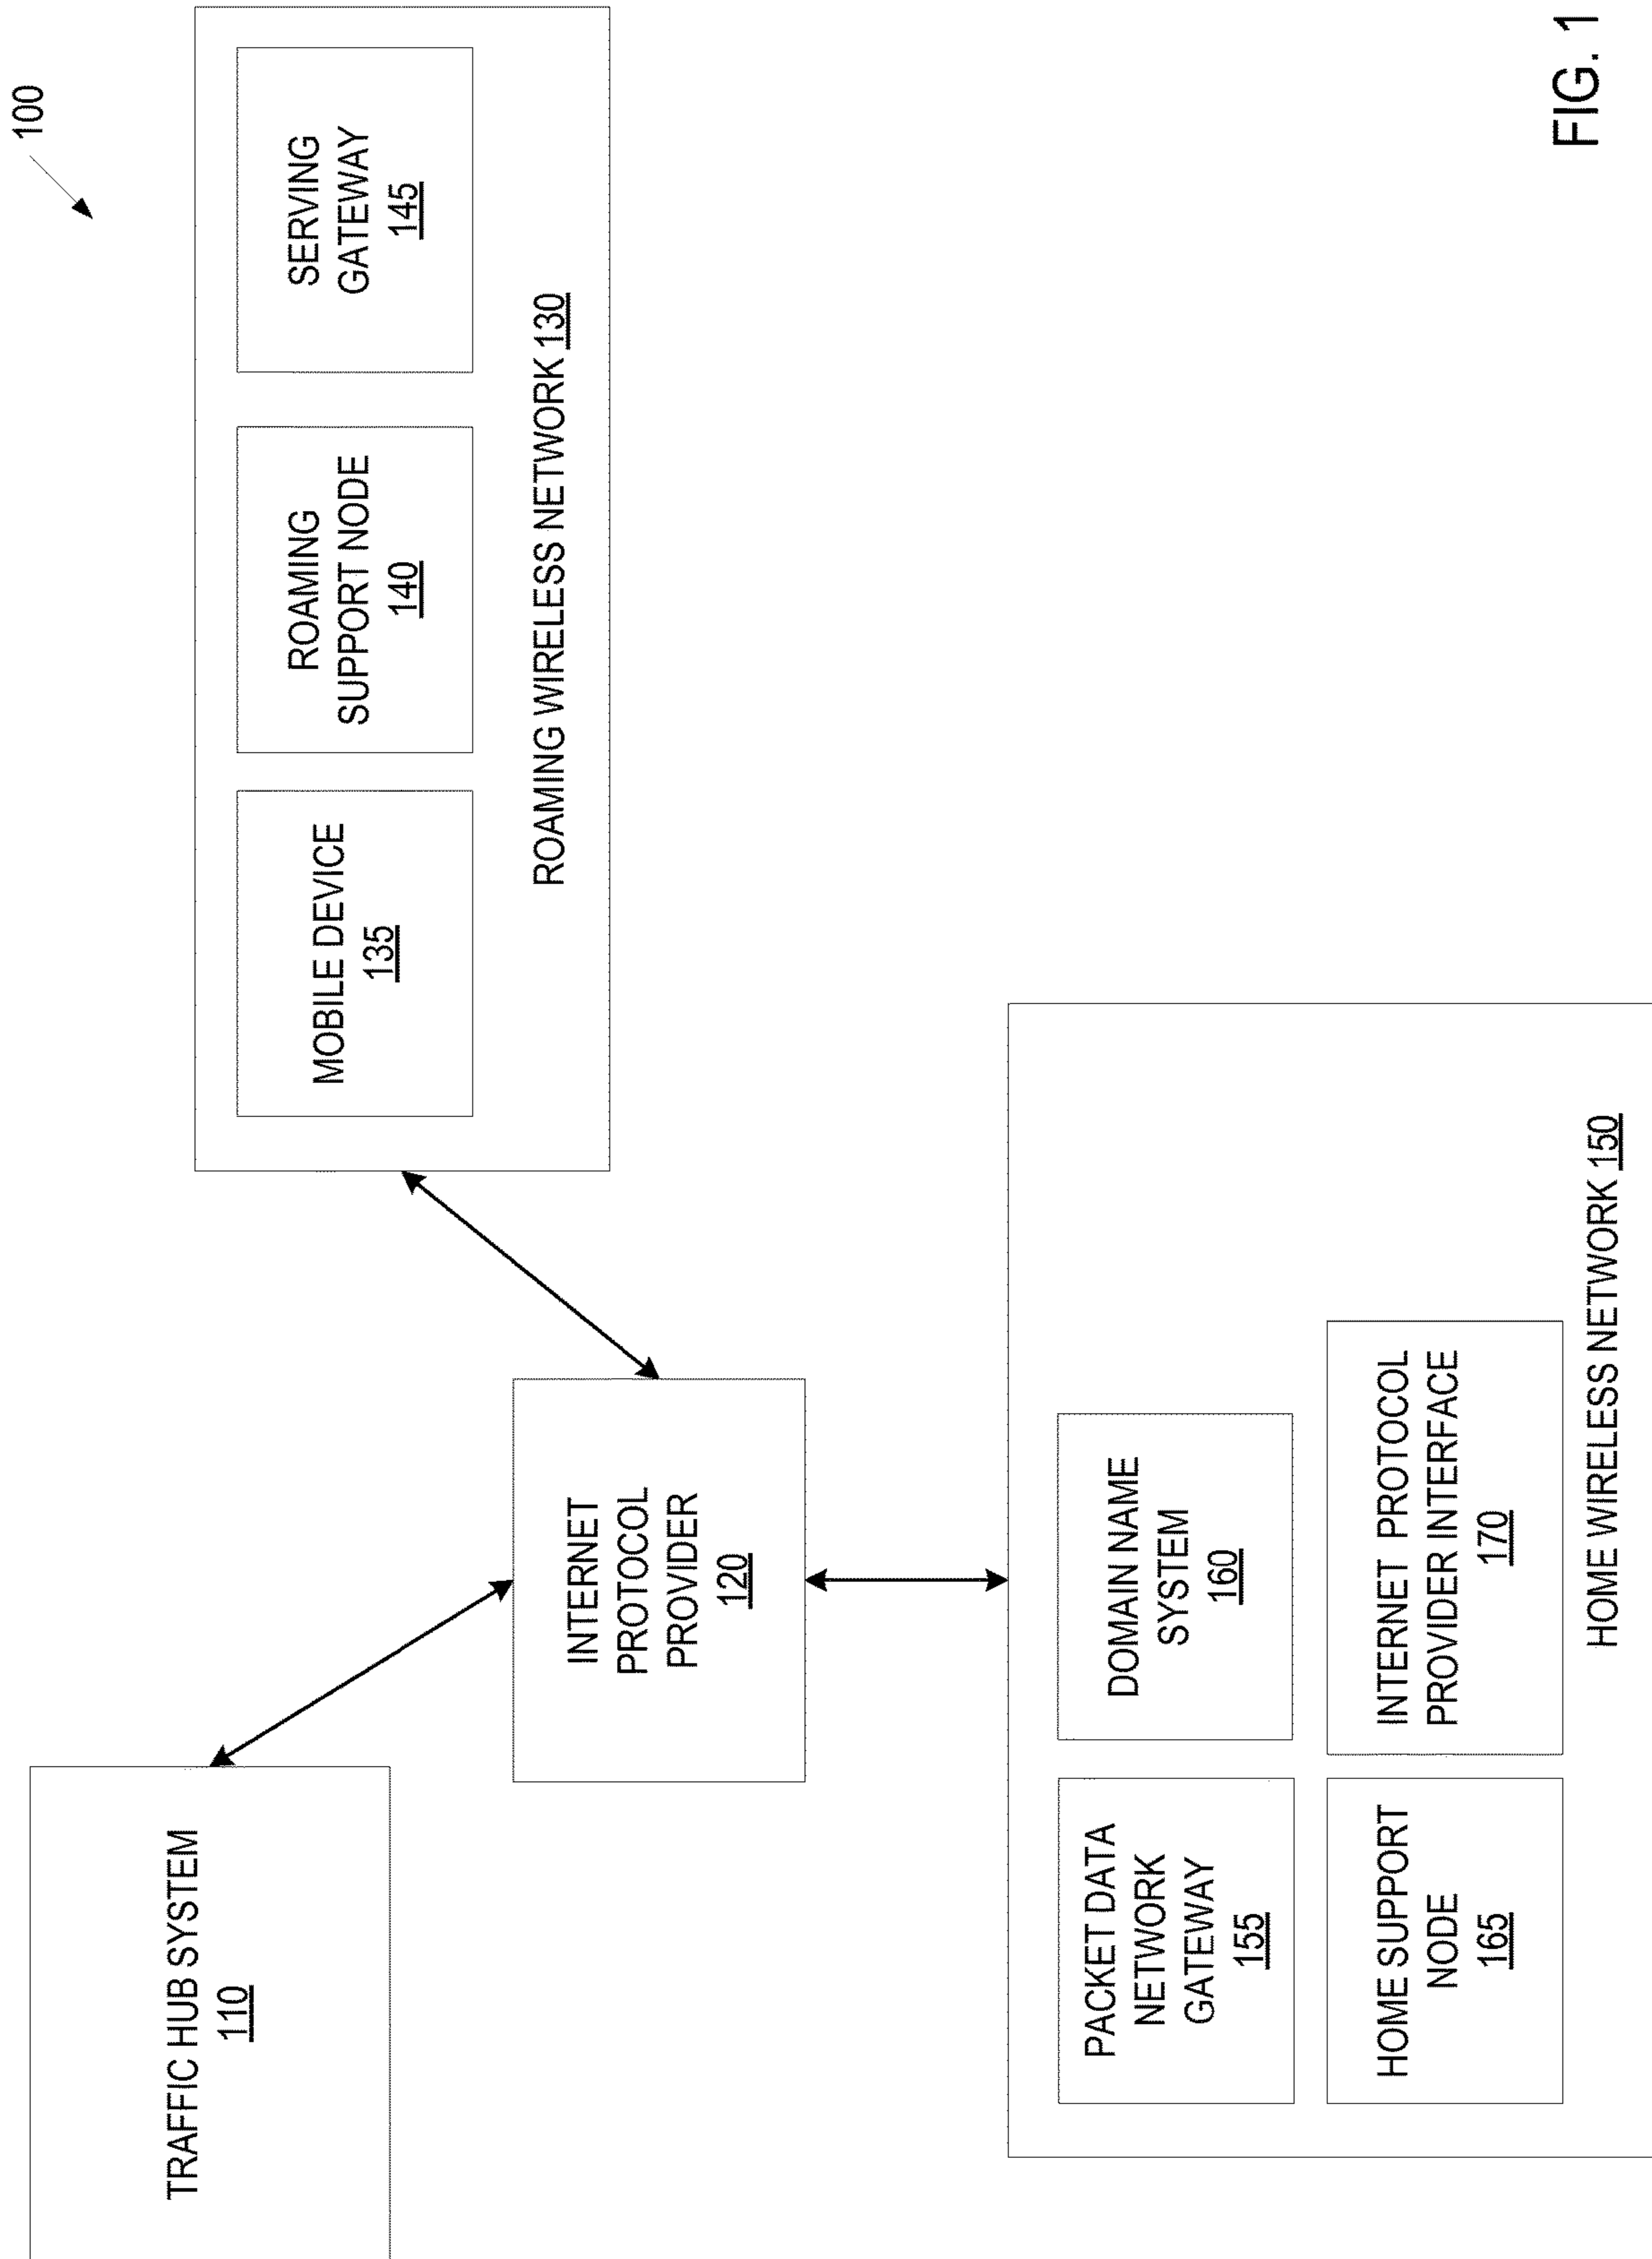 100
TRAFFIC HUB SYSTEM
110
INTERNET
PROTOCOL
PROVIDER
120
MOBILE DEVICE
135
ROAMING
SUPPORT NODE
140
SERVING
GATEWAY
145
ROAMING WIRELESS NETWORK 130
PACKET DATA
NETWORK
GATEWAY
155
DOMAIN NAME
SYSTEM
160
HOME SUPPORT
NODE
165
INTERNET PROTOCOL
PROVIDER INTERFACE
170
HOME WIRELESS NETWORK 150
FIG. 1